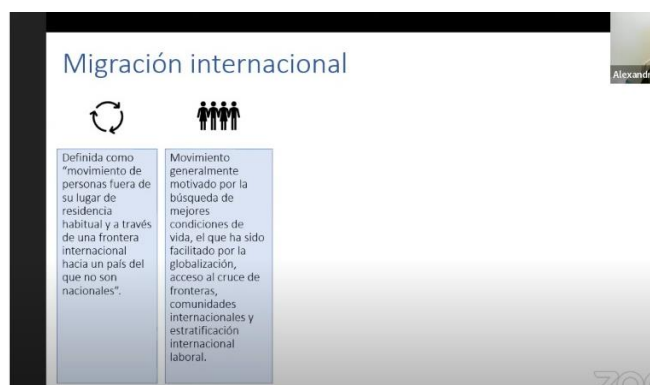 Migración internacional
Alexandr
Definida como
"movimiento de
personas fuera de
su lugar de
residencia
habitual y a través
de una frontera
internacional
hacia un país del
que no son
nacionales".
Movimiento
generalmente
motivado por la
búsqueda de
mejores
condiciones de
vida, el que ha sido
facilitado por la
globalización,
acceso al cruce de
fronteras,
comunidades
internacionales y
estratificación
internacional
laboral.
zoo